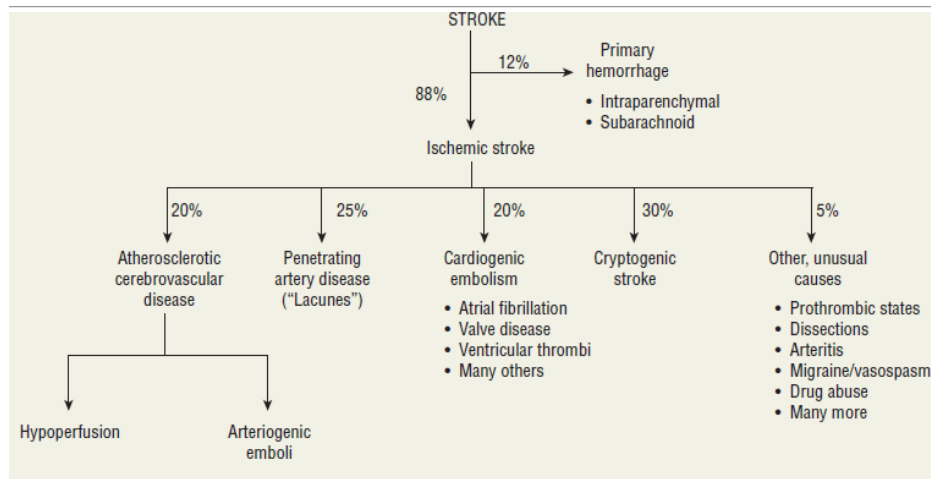 STROKE
12%
Primary
hemorrhage
• Intraparenchymal
• Subarachnoid
88%
Ischemic stroke
20%
Atherosclerotic
cerebrovascular
disease
25%
Penetrating
artery disease
(“Lacunes”)
20%
Cardiogenic
embolism
• Atrial fibrillation
• Valve disease
• Ventricular thrombi
• Many others
30%
Cryptogenic
stroke
5%
Other, unusual
causes
• Prothrombic states
• Dissections
• Arteritis
• Migraine/vasospasm
• Drug abuse
• Many more
Hypoperfusion
Arteriogenic
emboli